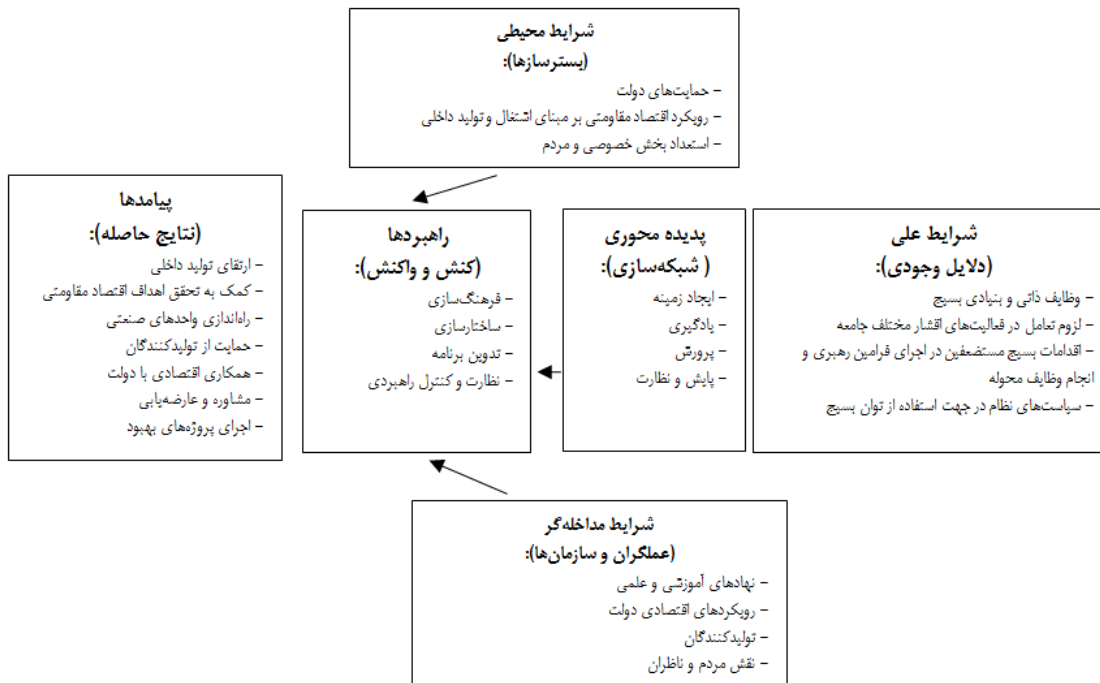 شرایط محیطی
(بسترسازها):
– حمایت‌های دولت
– رویکرد اقتصاد مقاومتی بر مبنای اشتغال و تولید داخلی
– استعداد بخش خصوصی و مردم
شرایط علی
(دلایل وجودی):
– وظایف ذاتی و بنیادی بسیج
– لزوم تعامل در فعالیت‌های اقشار مختلف جامعه
– اقدامات بسیج مستضعفین در اجرای فرامین رهبری و
انجام وظایف محوله
– سیاست‌های نظام در جهت استفاده از توان بسیج
پدیده محوری
( شبکه‌سازی):
– ایجاد زمینه
– یادگیری
– پرورش
– پایش و نظارت
راهبردها
(کنش و واکنش):
– فرهنگ‌سازی
– ساختارسازی
– تدوین برنامه
– نظارت و کنترل راهبردی
پیامدها
(نتایج حاصله):
– ارتقای تولید داخلی
– کمک به تحقق اهداف اقتصاد مقاومتی
– راه‌اندازی واحدهای صنعتی
– حمایت از تولیدکنندگان
– همکاری اقتصادی با دولت
– مشاوره و عارضه‌یابی
– اجرای پروژه‌های بهبود
شرایط مداخله‌گر
(عملگران و سازمان‌ها):
– نهادهای آموزشی و علمی
– رویکردهای اقتصادی دولت
– تولیدکنندگان
– نقش مردم و ناظران